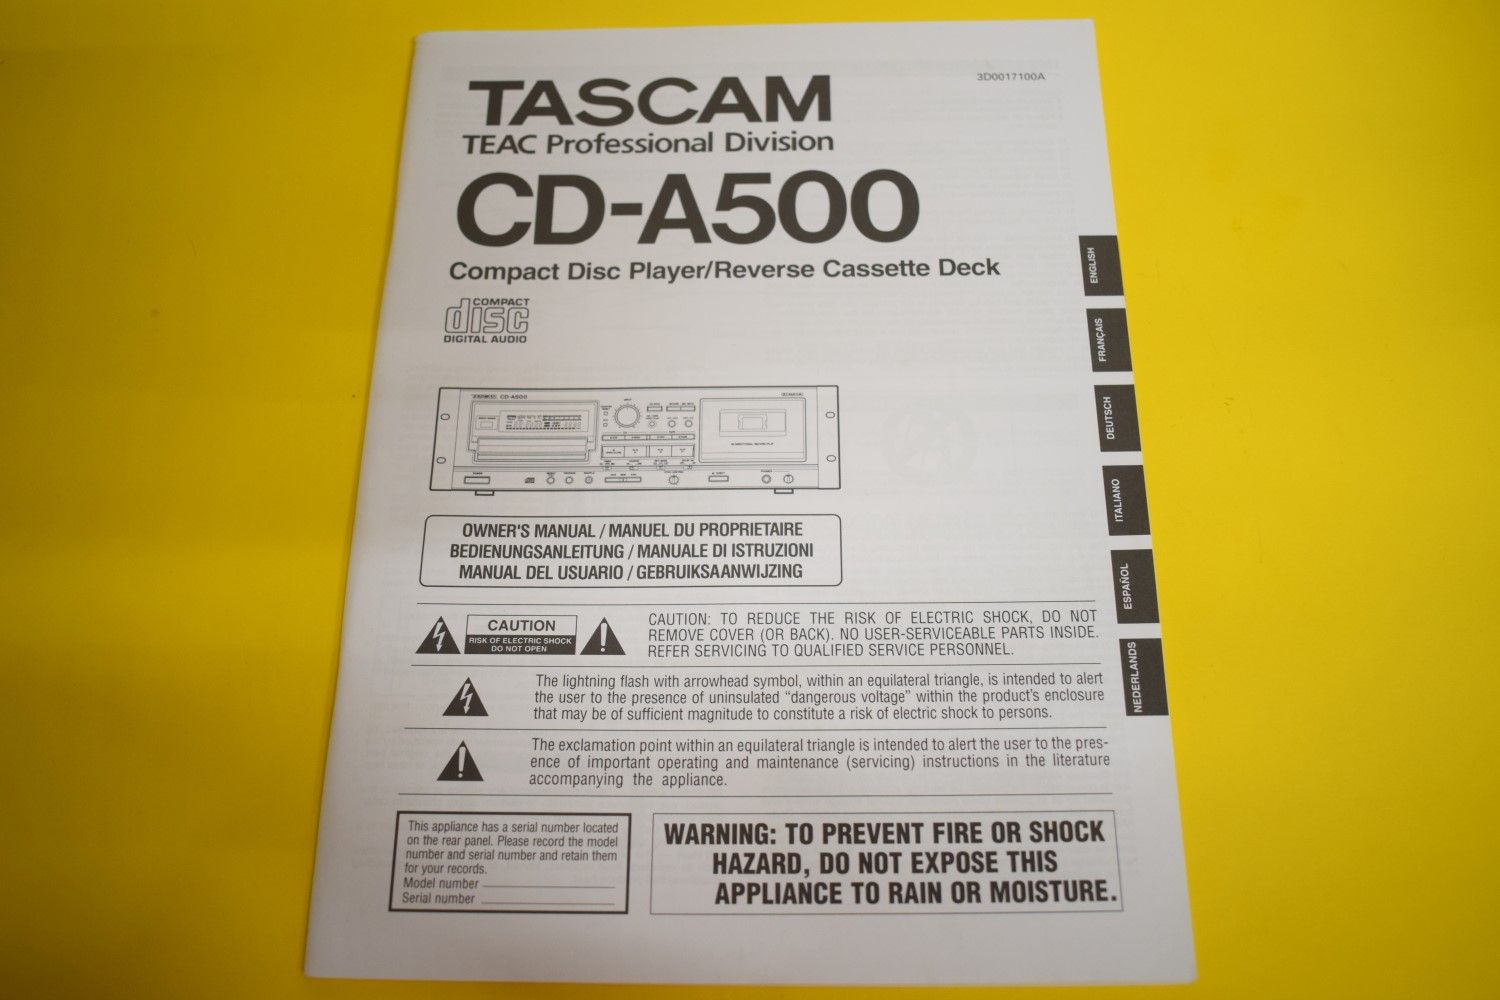 3D0017100A
TASCAM
TEAC Professional Division
CD-A500
Compact Disc Player/Reverse Cassette Deck
COMPACT
disc
DIGITAL AUDIO
TASCAM CD-A500
OWNER'S MANUAL / MANUEL DU PROPRIETAIRE
BEDIENUNGSANLEITUNG / MANUALE DI ISTRUZIONI
MANUAL DEL USUARIO / GEBRUIKSAANWIJZING
CAUTION
RISK OF ELECTRIC SHOCK
DO NOT OPEN
CAUTION: TO REDUCE THE RISK OF ELECTRIC SHOCK, DO NOT
REMOVE COVER (OR BACK). NO USER-SERVICEABLE PARTS INSIDE.
REFER SERVICING TO QUALIFIED SERVICE PERSONNEL.
The lightning flash with arrowhead symbol, within an equilateral triangle, is intended to alert
the user to the presence of uninsulated “dangerous voltage” within the product's enclosure
that may be of sufficient magnitude to constitute a risk of electric shock to persons.
The exclamation point within an equilateral triangle is intended to alert the user to the pres-
ence of important operating and maintenance (servicing) instructions in the literature
accompanying the appliance.
This appliance has a serial number located
on the rear panel. Please record the model
number and serial number and retain them
for your records.
Model number
Serial number
WARNING: TO PREVENT FIRE OR SHOCK
HAZARD, DO NOT EXPOSE THIS
APPLIANCE TO RAIN OR MOISTURE.
ENGLISH
FRANÇAIS
DEUTSCH
ITALIANO
ESPAÑOL
NEDERLANDS